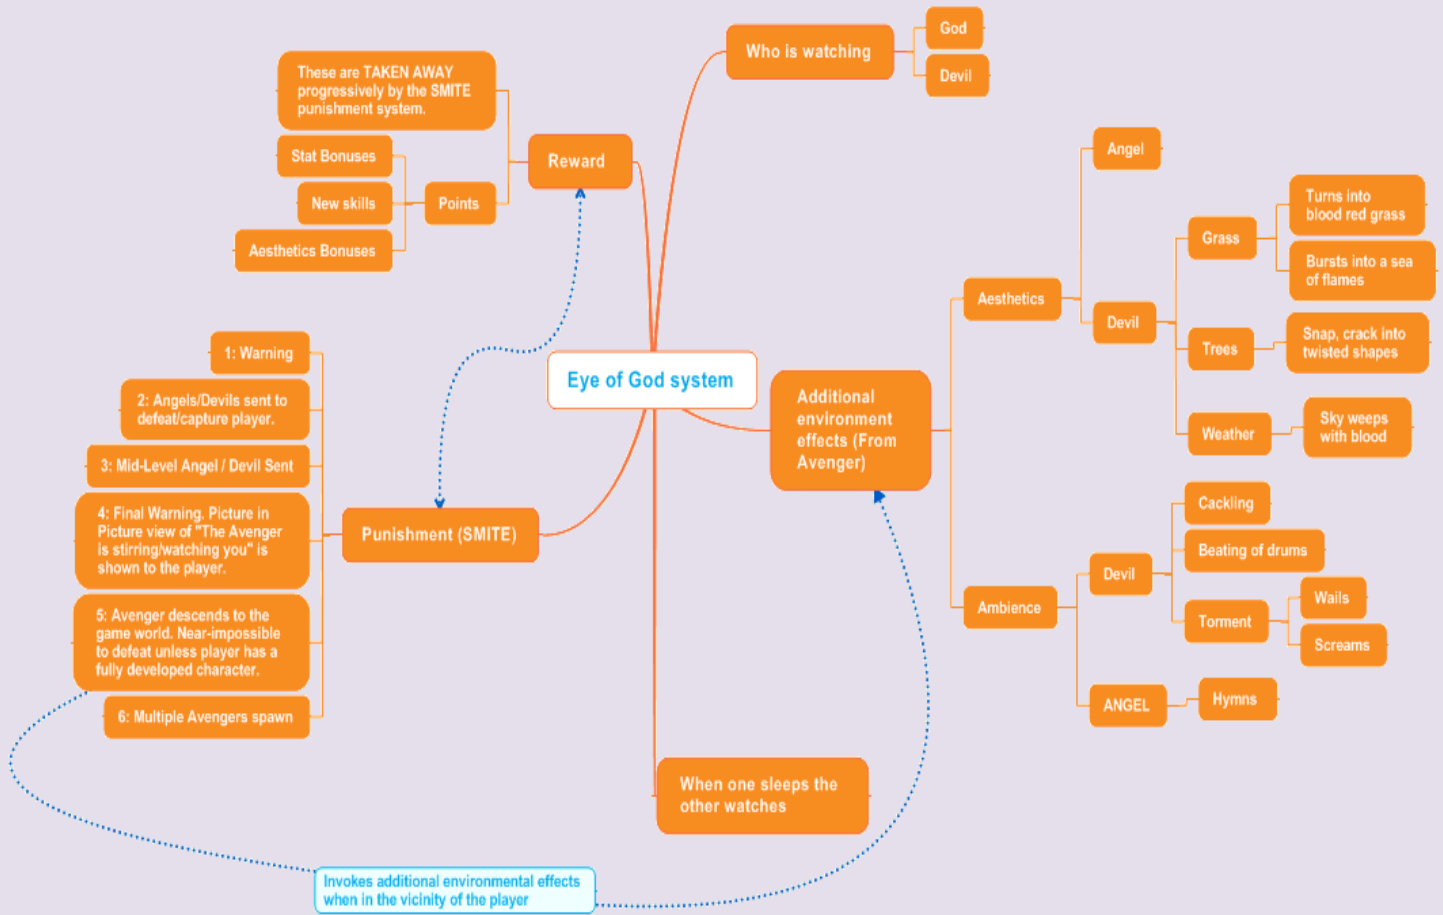 Who is watching
God
Devil
These are TAKEN AWAY
progressively by the SMITE
punishment system.
Reward
Stat Bonuses
New skills
Points
Aesthetics Bonuses
Eye of God system
1: Warning
2: Angels/Devils sent to
defeat/capture player.
3: Mid-Level Angel / Devil Sent
4: Final Warning. Picture in
Picture view of "The Avenger
is stirring/watching you" is
shown to the player.
5: Avenger descends to the
game world. Near-impossible
to defeat unless player has a
fully developed character.
6: Multiple Avengers spawn
Punishment (SMITE)
Additional
environment
effects (From
Avenger)
Aesthetics
Angel
Devil
Grass
Turns into
blood red grass
Bursts into a sea
of flames
Trees
Snap, crack into
twisted shapes
Weather
Sky weeps
with blood
Ambience
Devil
Cackling
Beating of drums
Torment
Wails
Screams
ANGEL
Hymns
When one sleeps the
other watches
Invokes additional environmental effects
when in the vicinity of the player